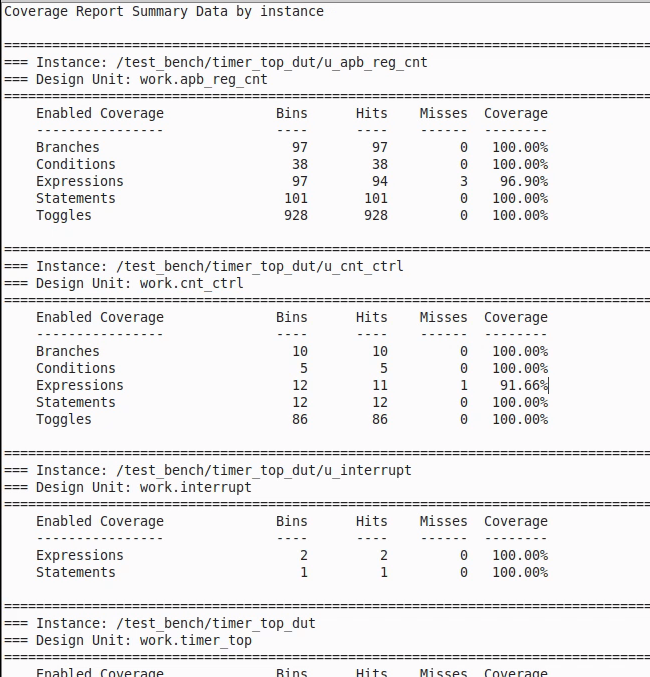 Coverage Report Summary Data by instance
=================================================================================
=== Instance: /test_bench/timer_top_dut/u_apb_reg_cnt
=== Design Unit: work.apb_reg_cnt
=================================================================================
    Enabled Coverage              Bins      Hits    Misses  Coverage
    ----------------              ----      ----    ------  --------
    Branches                        97        97         0   100.00%
    Conditions                      38        38         0   100.00%
    Expressions                     97        94         3    96.90%
    Statements                     101       101         0   100.00%
    Toggles                        928       928         0   100.00%
=================================================================================
=== Instance: /test_bench/timer_top_dut/u_cnt_ctrl
=== Design Unit: work.cnt_ctrl
=================================================================================
    Enabled Coverage              Bins      Hits    Misses  Coverage
    ----------------              ----      ----    ------  --------
    Branches                        10        10         0   100.00%
    Conditions                       5         5         0   100.00%
    Expressions                     12        11         1    91.66%
    Statements                      12        12         0   100.00%
    Toggles                         86        86         0   100.00%
=================================================================================
=== Instance: /test_bench/timer_top_dut/u_interrupt
=== Design Unit: work.interrupt
=================================================================================
    Enabled Coverage              Bins      Hits    Misses  Coverage
    ----------------              ----      ----    ------  --------
    Expressions                      2         2         0   100.00%
    Statements                       1         1         0   100.00%
=================================================================================
=== Instance: /test_bench/timer_top_dut
=== Design Unit: work.timer_top
=================================================================================
    Enabled Coverage              Bins      Hits    Misses  Coverage